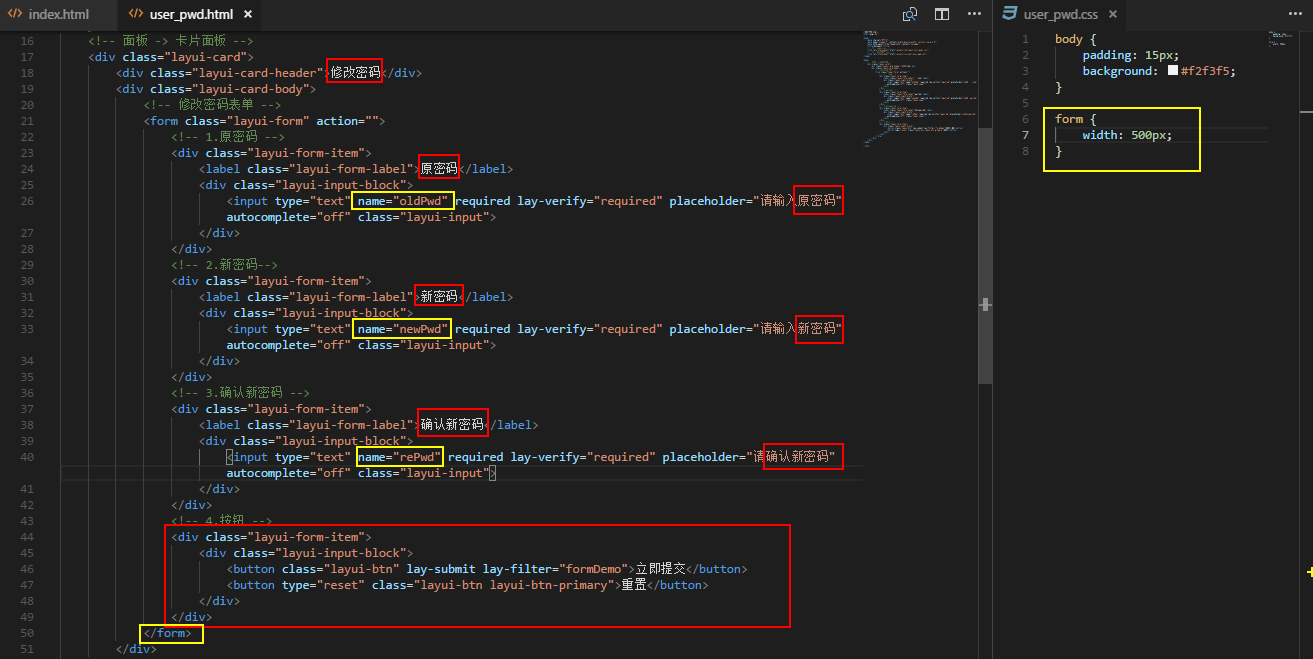 index.html
user_pwd.html
user_pwd.css
16 <!-- 面板 -> 卡片面板 -->
17 <div class="layui-card">
18 <div class="layui-card-header">修改密码</div>
19 <div class="layui-card-body">
20 <!-- 修改密码表单 -->
21 <form class="layui-form" action="">
22 <!-- 1.原密码 -->
23 <div class="layui-form-item">
24 <label class="layui-form-label">原密码</label>
25 <div class="layui-input-block">
26 <input type="text" name="oldPwd" required lay-verify="required" placeholder="请输入原密码"
autocomplete="off" class="layui-input">
27 </div>
28 </div>
29 <!-- 2.新密码-->
30 <div class="layui-form-item">
31 <label class="layui-form-label">新密码</label>
32 <div class="layui-input-block">
33 <input type="text" name="newPwd" required lay-verify="required" placeholder="请输入新密码"
autocomplete="off" class="layui-input">
34 </div>
35 </div>
36 <!-- 3.确认新密码 -->
37 <div class="layui-form-item">
38 <label class="layui-form-label">确认新密码</label>
39 <div class="layui-input-block">
40 <input type="text" name="rePwd" required lay-verify="required" placeholder="请确认新密码"
autocomplete="off" class="layui-input">
41 </div>
42 </div>
43 <!-- 4.按钮 -->
44 <div class="layui-form-item">
45 <div class="layui-input-block">
46 <button class="layui-btn" lay-submit lay-filter="formDemo">立即提交</button>
47 <button type="reset" class="layui-btn layui-btn-primary">重置</button>
48 </div>
49 </div>
50 </form>
51 </div>
1 body {
2 padding: 15px;
3 background: #f2f3f5;
4 }
5
6 form {
7 width: 500px;
8 }